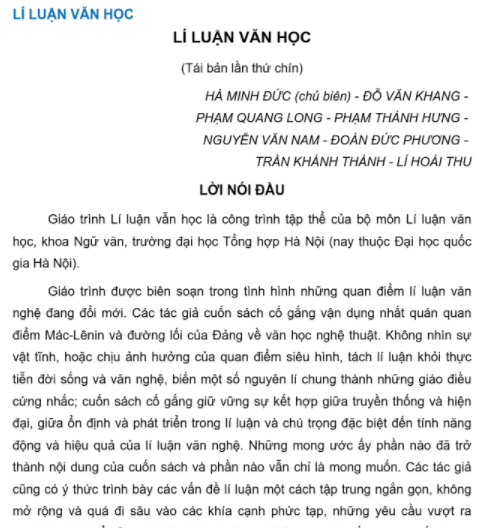 LÍ LUẬN VĂN HỌC
LÍ LUẬN VĂN HỌC
(Tái bản lần thứ chín)
HÀ MINH ĐỨC (chủ biên) - ĐỖ VĂN KHANG -
PHẠM QUANG LONG - PHẠM THÀNH HƯNG -
NGUYỄN VĂN NAM - ĐOÀN ĐỨC PHƯƠNG -
TRẦN KHÁNH THÀNH - LÍ HOÀI THU
LỜI NÓI ĐẦU
Giáo trình Lí luận vẫn học là công trình tập thể của bộ môn Lí luận văn
học, khoa Ngữ văn, trường đại học Tổng hợp Hà Nội (nay thuộc Đại học quốc
gia Hà Nội).
Giáo trình được biên soạn trong tình hình những quan điểm lí luận văn
nghệ đang đổi mới. Các tác giả cuốn sách cố gắng vận dụng nhất quán quan
điểm Mác-Lênin và đường lối của Đảng về văn học nghệ thuật. Không nhìn sự
vật tĩnh, hoặc chịu ảnh hưởng của quan điểm siêu hình, tách lí luận khỏi thực
tiễn đời sống và văn nghệ, biến một số nguyên lí chung thành những giáo điều
cứng nhắc; cuốn sách cố gắng giữ vững sự kết hợp giữa truyền thống và hiện
đại, giữa ổn định và phát triển trong lí luận và chú trọng đặc biệt đến tính năng
động và hiệu quả của lí luận văn nghệ. Những mong ước ấy phần nào đã trở
thành nội dung của cuốn sách và phần nào vẫn chỉ là mong muốn. Các tác giả
cũng có ý thức trình bày các vấn đề lí luận một cách tập trung ngắn gọn, không
mở rộng và quá đi sâu vào các khía cạnh phức tạp, những yêu cầu vượt ra